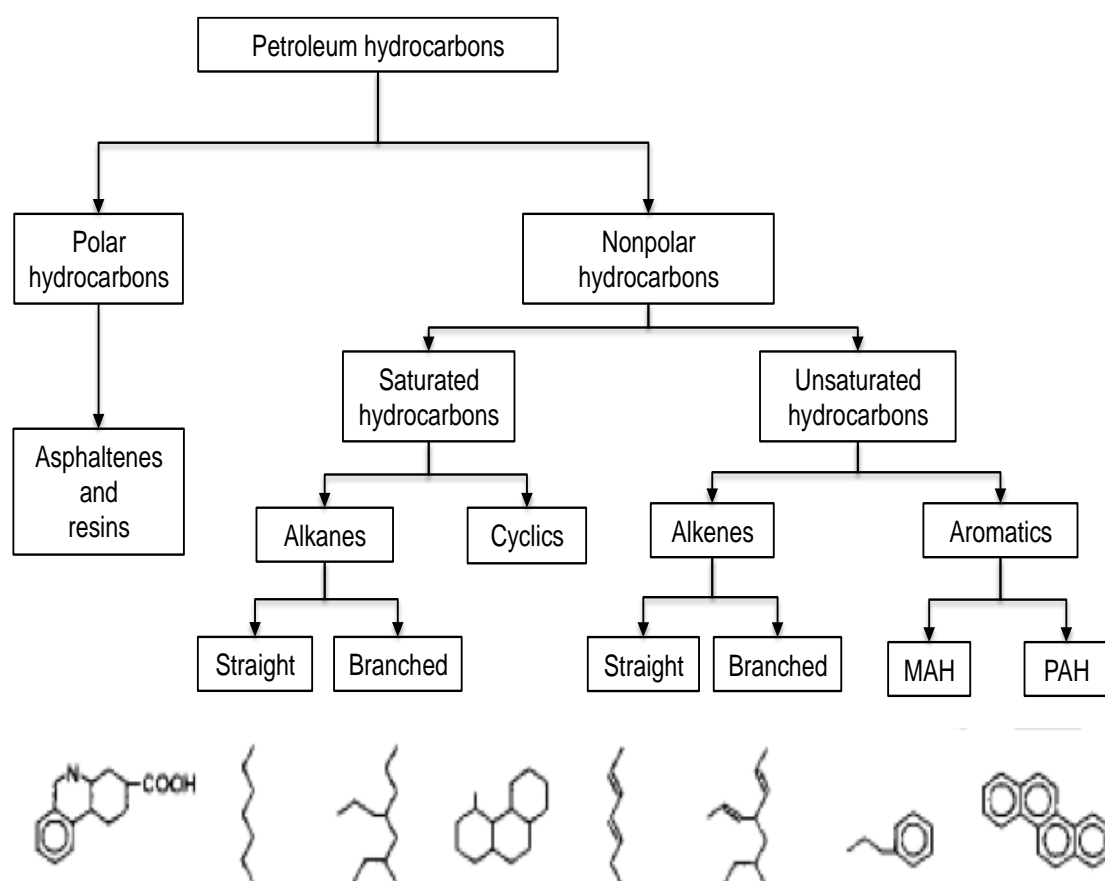 Petroleum hydrocarbons
Polar
hydrocarbons
Nonpolar
hydrocarbons
Saturated
hydrocarbons
Unsaturated
hydrocarbons
Asphaltenes
and
resins
Alkanes
Cyclics
Alkenes
Aromatics
Straight
Branched
Straight
Branched
MAH
PAH
N
COOH